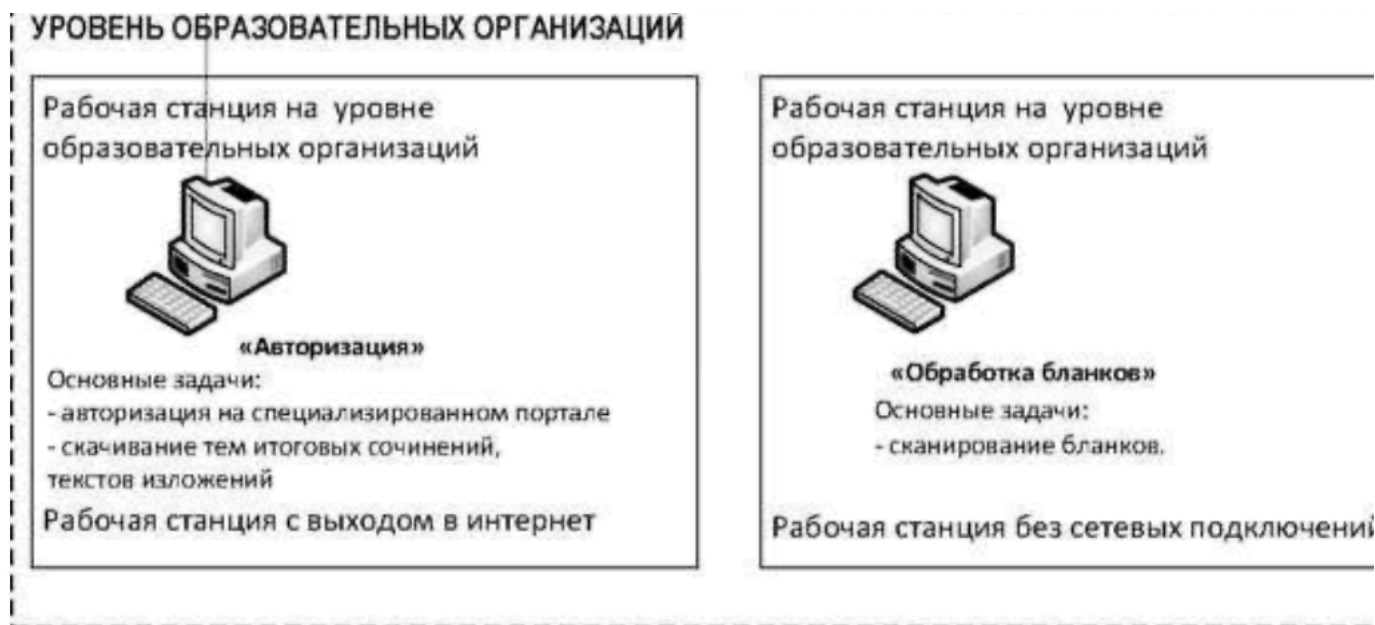 УРОВЕНЬ ОБРАЗОВАТЕЛЬНЫХ ОРГАНИЗАЦИЙ
Рабочая станция на уровне
образовательных организаций
«Авторизация»
Основные задачи:
- авторизация на специализированном портале
- скачивание тем итоговых сочинений,
текстов изложений
Рабочая станция с выходом в интернет
Рабочая станция на уровне
образовательных организаций
«Обработка бланков»
Основные задачи:
- сканирование бланков.
Рабочая станция без сетевых подключений